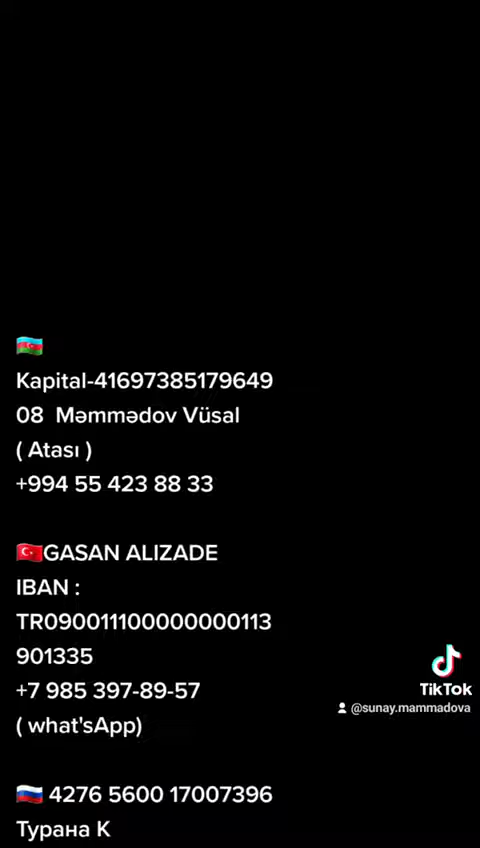 🇦🇿
Kapital-41697385179649
08  Məmmədov Vüsal
( Atası )
+994 55 423 88 33
🇹🇷GASAN ALIZADE
IBAN :
TR090011100000000113
901335
+7 985 397-89-57
( what'sApp)
🇷🇺 4276 5600 17007396
Турана К
TikTok
@sunay.mammadova